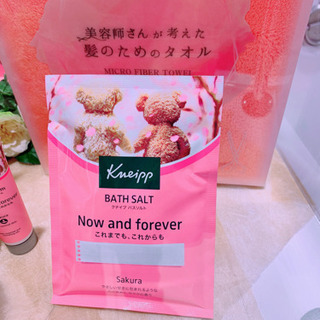 美容師さんが考えた
髪のためのタオル
MICRO FIBER TOWEL
Kneipp
BATH SALT
クナイプ バスソルト
Now and forever
これまでも、これからも
Sakura